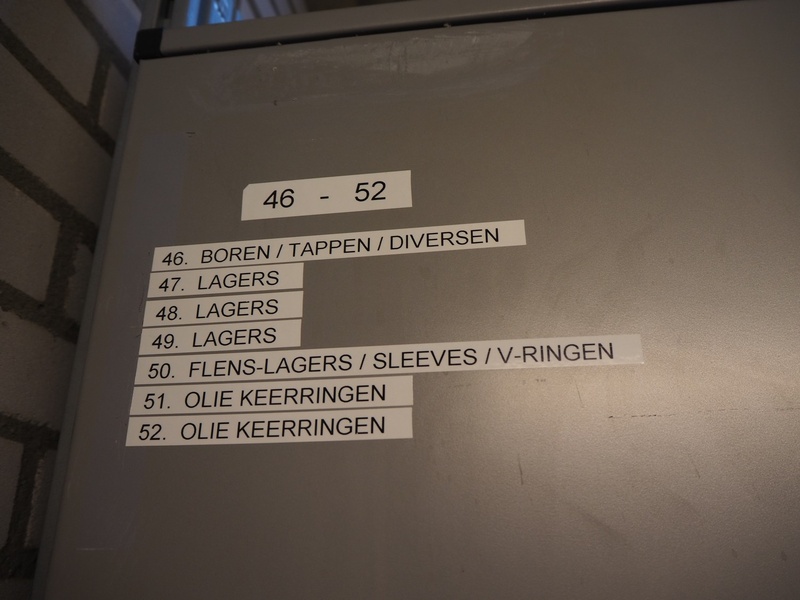 46 - 52
46. BOREN / TAPPEN / DIVERSEN
47. LAGERS
48. LAGERS
49. LAGERS
50. FLENS-LAGERS / SLEEVES / V-RINGEN
51. OLIE KEERRINGEN
52. OLIE KEERRINGEN